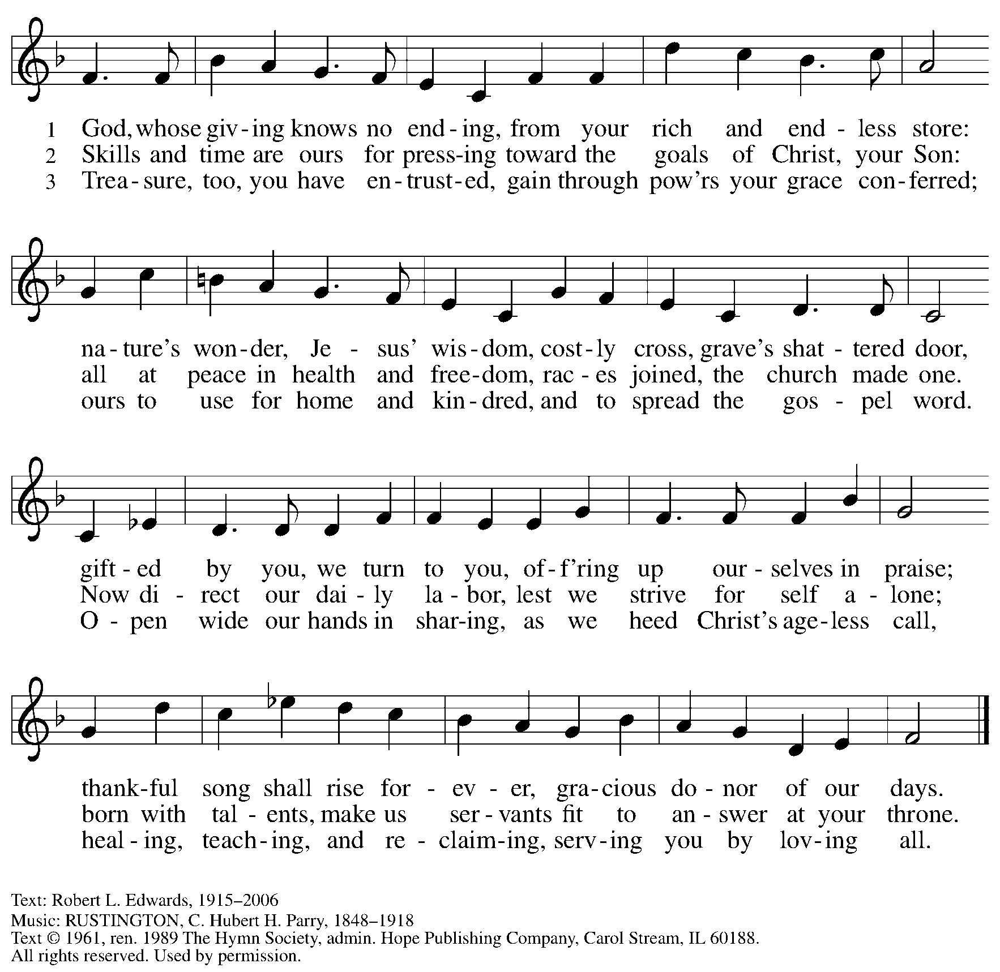 1 God, whose giv - ing knows no end - ing, from your rich and end - less store:
2 Skills and time are ours for press-ing toward the goals of Christ, your Son:
3 Trea - sure, too, you have en - trust - ed, gain through pow'rs your grace con - ferred;
na - ture's won - der, Je - sus' wis - dom, cost - ly cross, grave's shat - tered door,
all at peace in health and free - dom, rac - es joined, the church made one.
ours to use for home and kin - dred, and to spread the gos - pel word.
gift - ed by you, we turn to you, of - f'ring up our - selves in praise;
Now di - rect our dai - ly la - bor, lest we strive for self a - lone;
O - pen wide our hands in shar-ing, as we heed Christ's age - less call,
thank-ful song shall rise for - ev - er, gra - cious do - nor of our days.
born with tal - ents, make us ser - vants fit to an - swer at your throne.
heal - ing, teach - ing, and re - claim-ing, serv - ing you by lov - ing all.
Text: Robert L. Edwards, 1915–2006
Music: RUSTINGTON, C. Hubert H. Parry, 1848–1918
Text © 1961, ren. 1989 The Hymn Society, admin. Hope Publishing Company, Carol Stream, IL 60188.
All rights reserved. Used by permission.